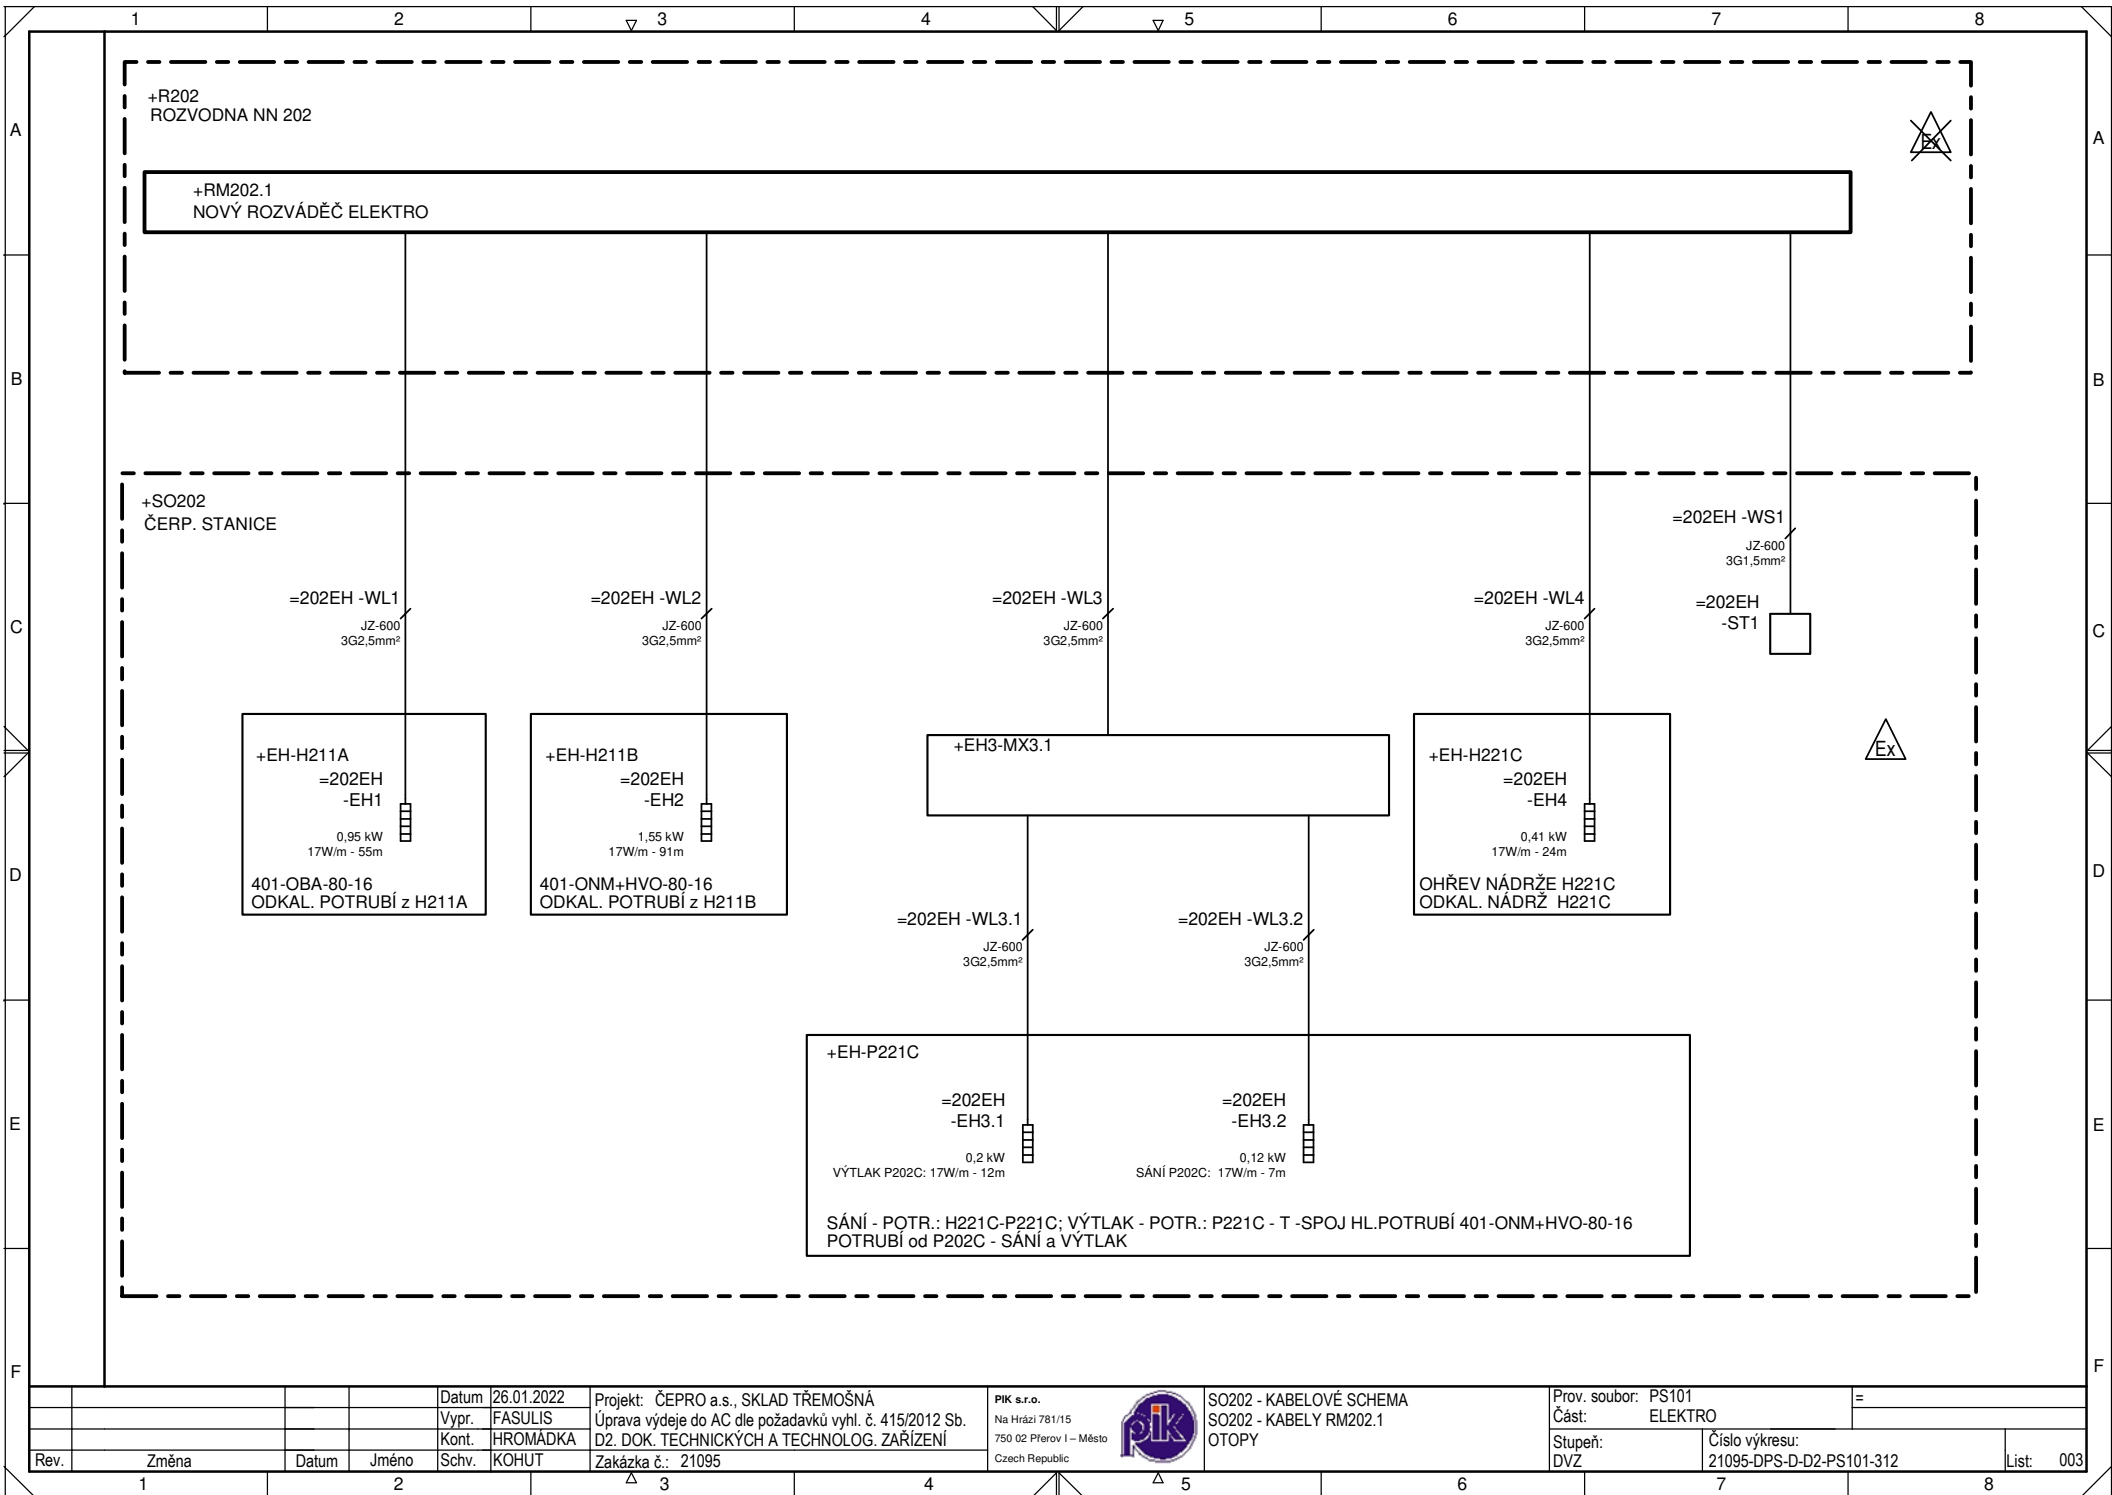 1 2 3 4 5 6 7 8
A A
B B
C C
D D
E E
F F
+R202
ROZVODNA NN 202
Ex
+RM202.1
NOVÝ ROZVÁDĚČ ELEKTRO
+SO202
ČERP. STANICE
=202EH -WL1
JZ-600
3G2,5mm²
=202EH -WL2
JZ-600
3G2,5mm²
=202EH -WL3
JZ-600
3G2,5mm²
=202EH -WL4
JZ-600
3G2,5mm²
=202EH -WS1
JZ-600
3G1,5mm²
=202EH
-ST1
Ex
+EH-H211A
=202EH
-EH1
0,95 kW
17W/m - 55m
401-OBA-80-16
ODKAL. POTRUBÍ z H211A
+EH-H211B
=202EH
-EH2
1,55 kW
17W/m - 91m
401-ONM+HVO-80-16
ODKAL. POTRUBÍ z H211B
+EH3-MX3.1
+EH-H221C
=202EH
-EH4
0,41 kW
17W/m - 24m
OHŘEV NÁDRŽE H221C
ODKAL. NÁDRŽ H221C
=202EH -WL3.1
JZ-600
3G2,5mm²
=202EH -WL3.2
JZ-600
3G2,5mm²
+EH-P221C
=202EH
-EH3.1
0,2 kW
VÝTLAK P202C: 17W/m - 12m
=202EH
-EH3.2
0,12 kW
SÁNÍ P202C: 17W/m - 7m
SÁNÍ - POTR.: H221C-P221C; VÝTLAK - POTR.: P221C - T -SPOJ HL.POTRUBÍ 401-ONM+HVO-80-16
POTRUBÍ od P202C - SÁNÍ a VÝTLAK
Rev. Změna Datum Jméno
Datum 26.01.2022
Vypr. FASULIS
Kont. HROMÁDKA
Schv. KOHUT
Projekt: ČEPRO a.s., SKLAD TŘEMOŠNÁ
Úprava výdeje do AC dle požadavků vyhl. č. 415/2012 Sb.
D2. DOK. TECHNICKÝCH A TECHNOLOG. ZAŘÍZENÍ
Zakázka č.: 21095
PIK s.r.o.
Na Hrázi 781/15
750 02 Přerov I – Město
Czech Republic
pik
SO202 - KABELOVÉ SCHEMA
SO202 - KABELY RM202.1
OTOPY
Prov. soubor: PS101
Část: ELEKTRO
=
Stupeň:
DVZ
Číslo výkresu:
21095-DPS-D-D2-PS101-312
List: 003
1 2 3 4 5 6 7 8